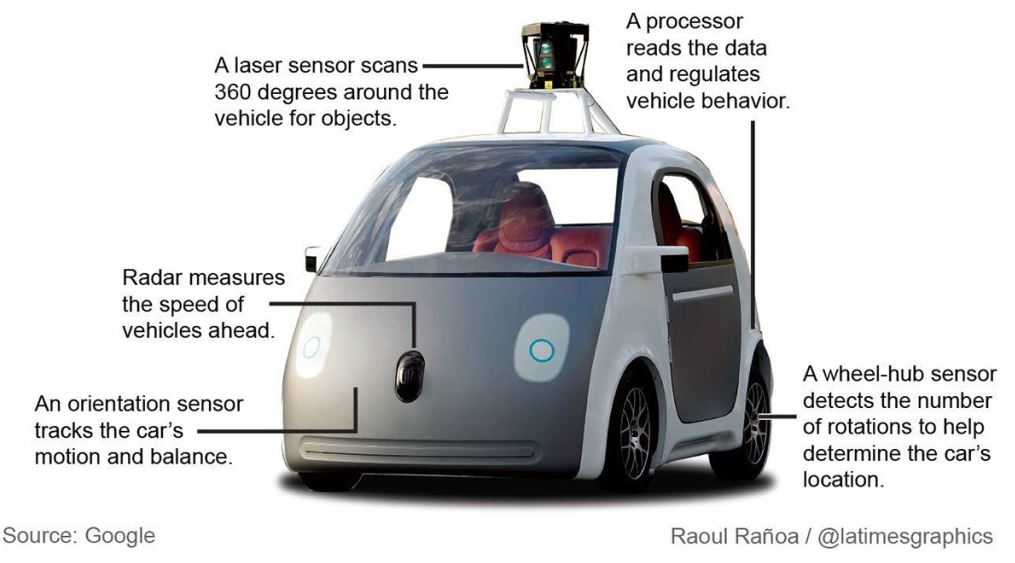 A laser sensor scans
360 degrees around the
vehicle for objects.
A processor
reads the data
and regulates
vehicle behavior.
Radar measures
the speed of
vehicles ahead.
An orientation sensor
tracks the car’s
motion and balance.
A wheel-hub sensor
detects the number
of rotations to help
determine the car’s
location.
Source: Google
Raoul Rañoa / @latimesgraphics